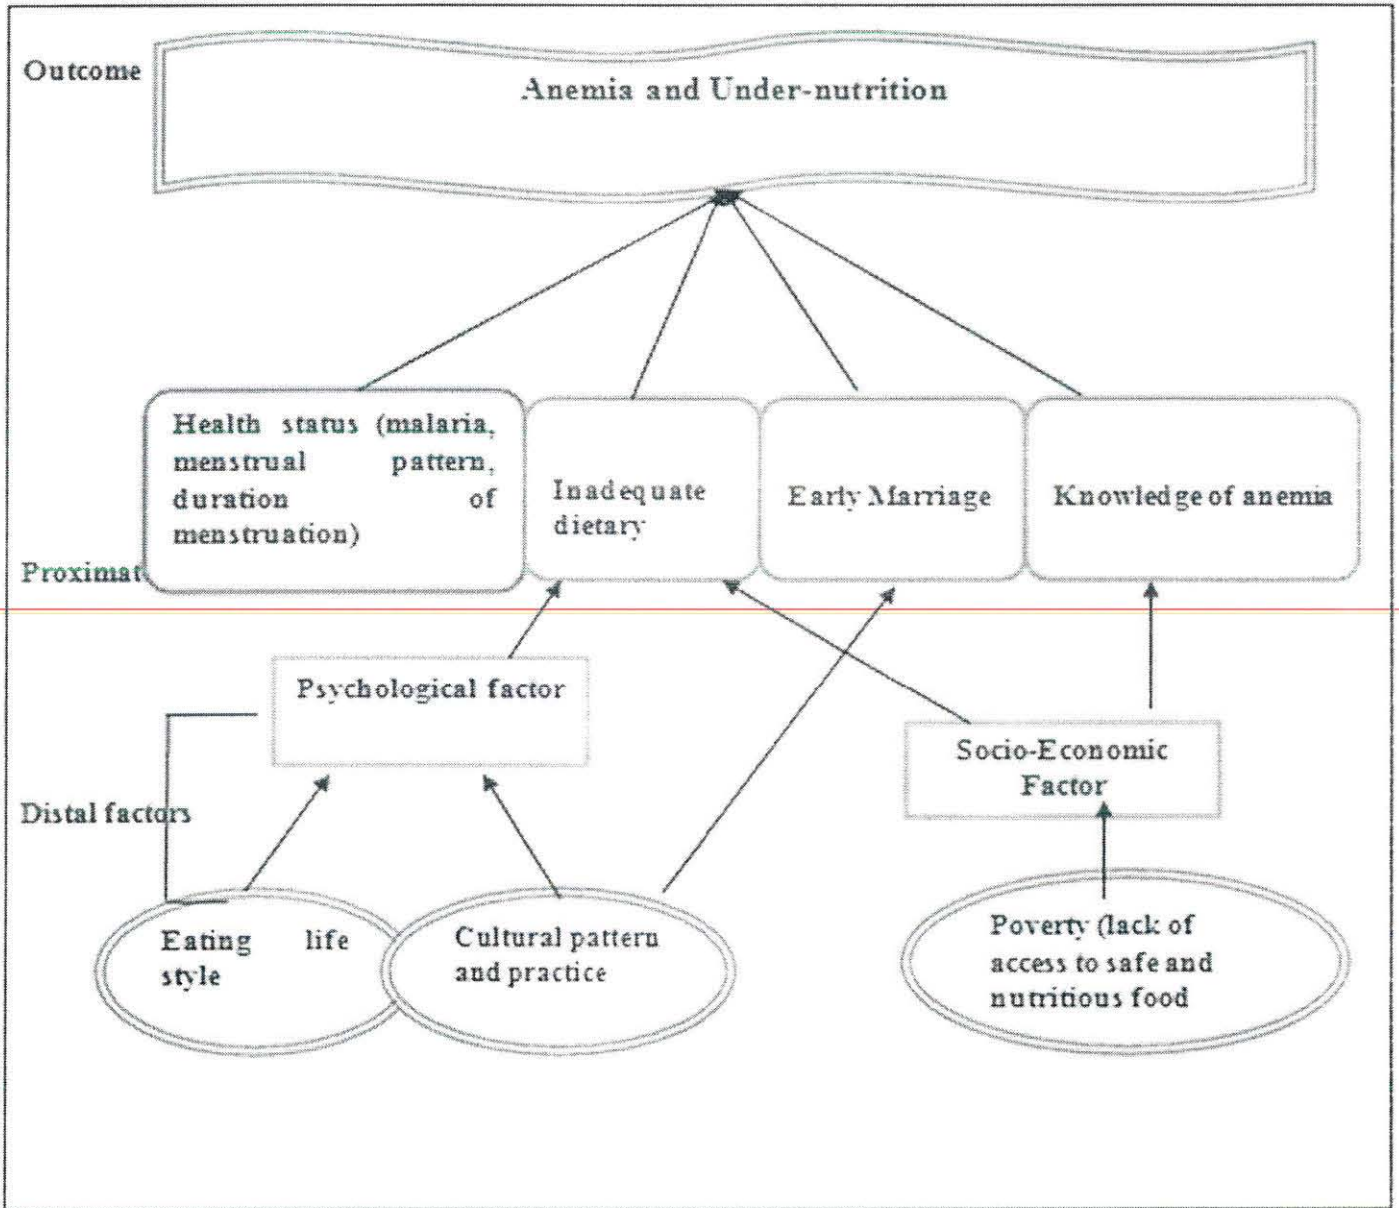 Outcome
Anemia and Under-nutrition
Health status (malaria,
menstrual pattern,
duration of
menstruation)
Inadequate
dietary
Early Marriage
Knowledge of anemia
Proximat
Psychological factor
Socio-Economic
Factor
Distal factors
Eating life
style
Cultural pattern
and practice
Poverty (lack of
access to safe and
nutritious food